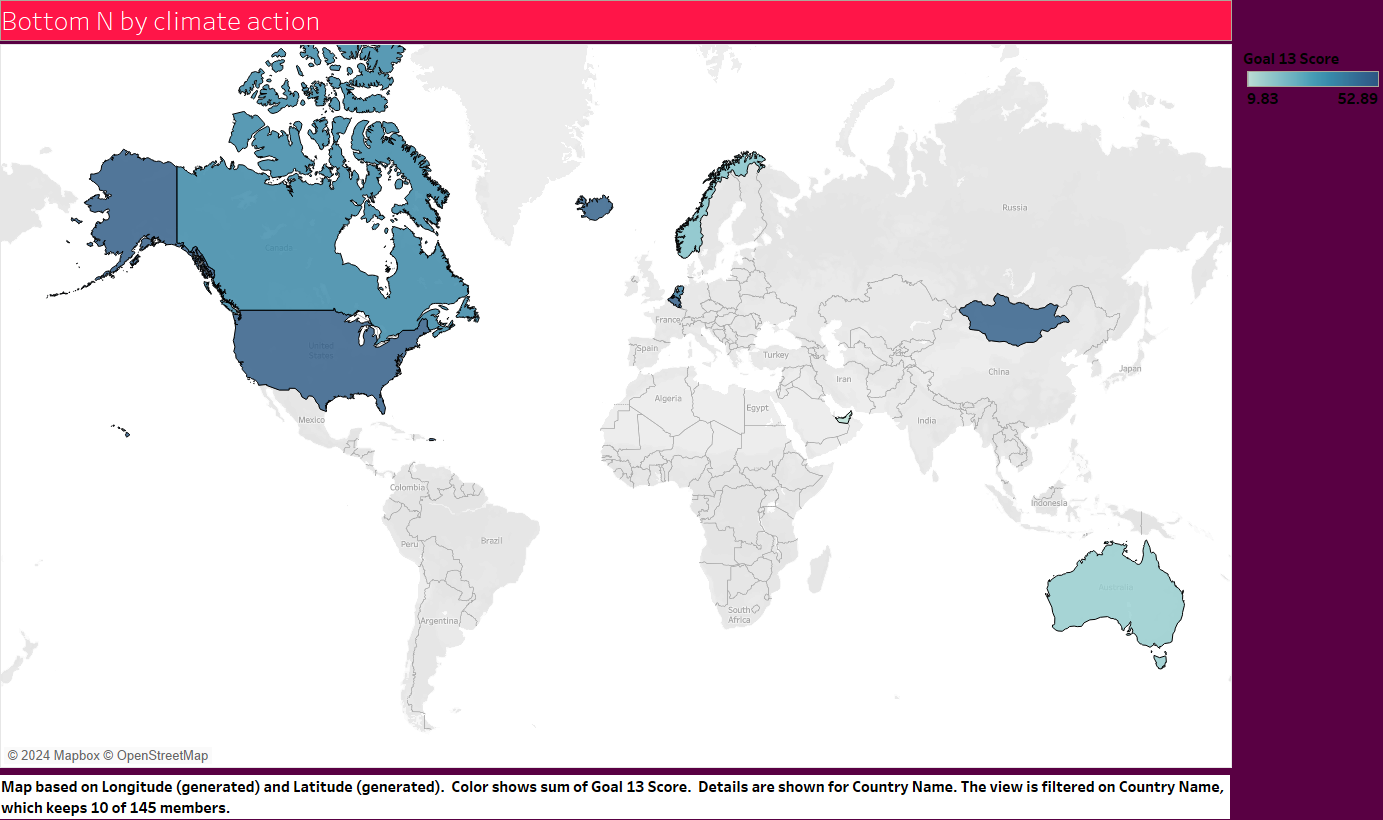 Bottom N by climate action
Goal 13 Score
9.83 52.89
Russia
Canada
United
States
France
Spain
Turkey
China
Japan
Iran
Algeria
Egypt
Mexico
India
Colombia
Indonesia
Brazil
Peru
Australia
South
Africa
Argentina
© 2024 Mapbox © OpenStreetMap
Map based on Longitude (generated) and Latitude (generated).  Color shows sum of Goal 13 Score.  Details are shown for Country Name. The view is filtered on Country Name,
which keeps 10 of 145 members.